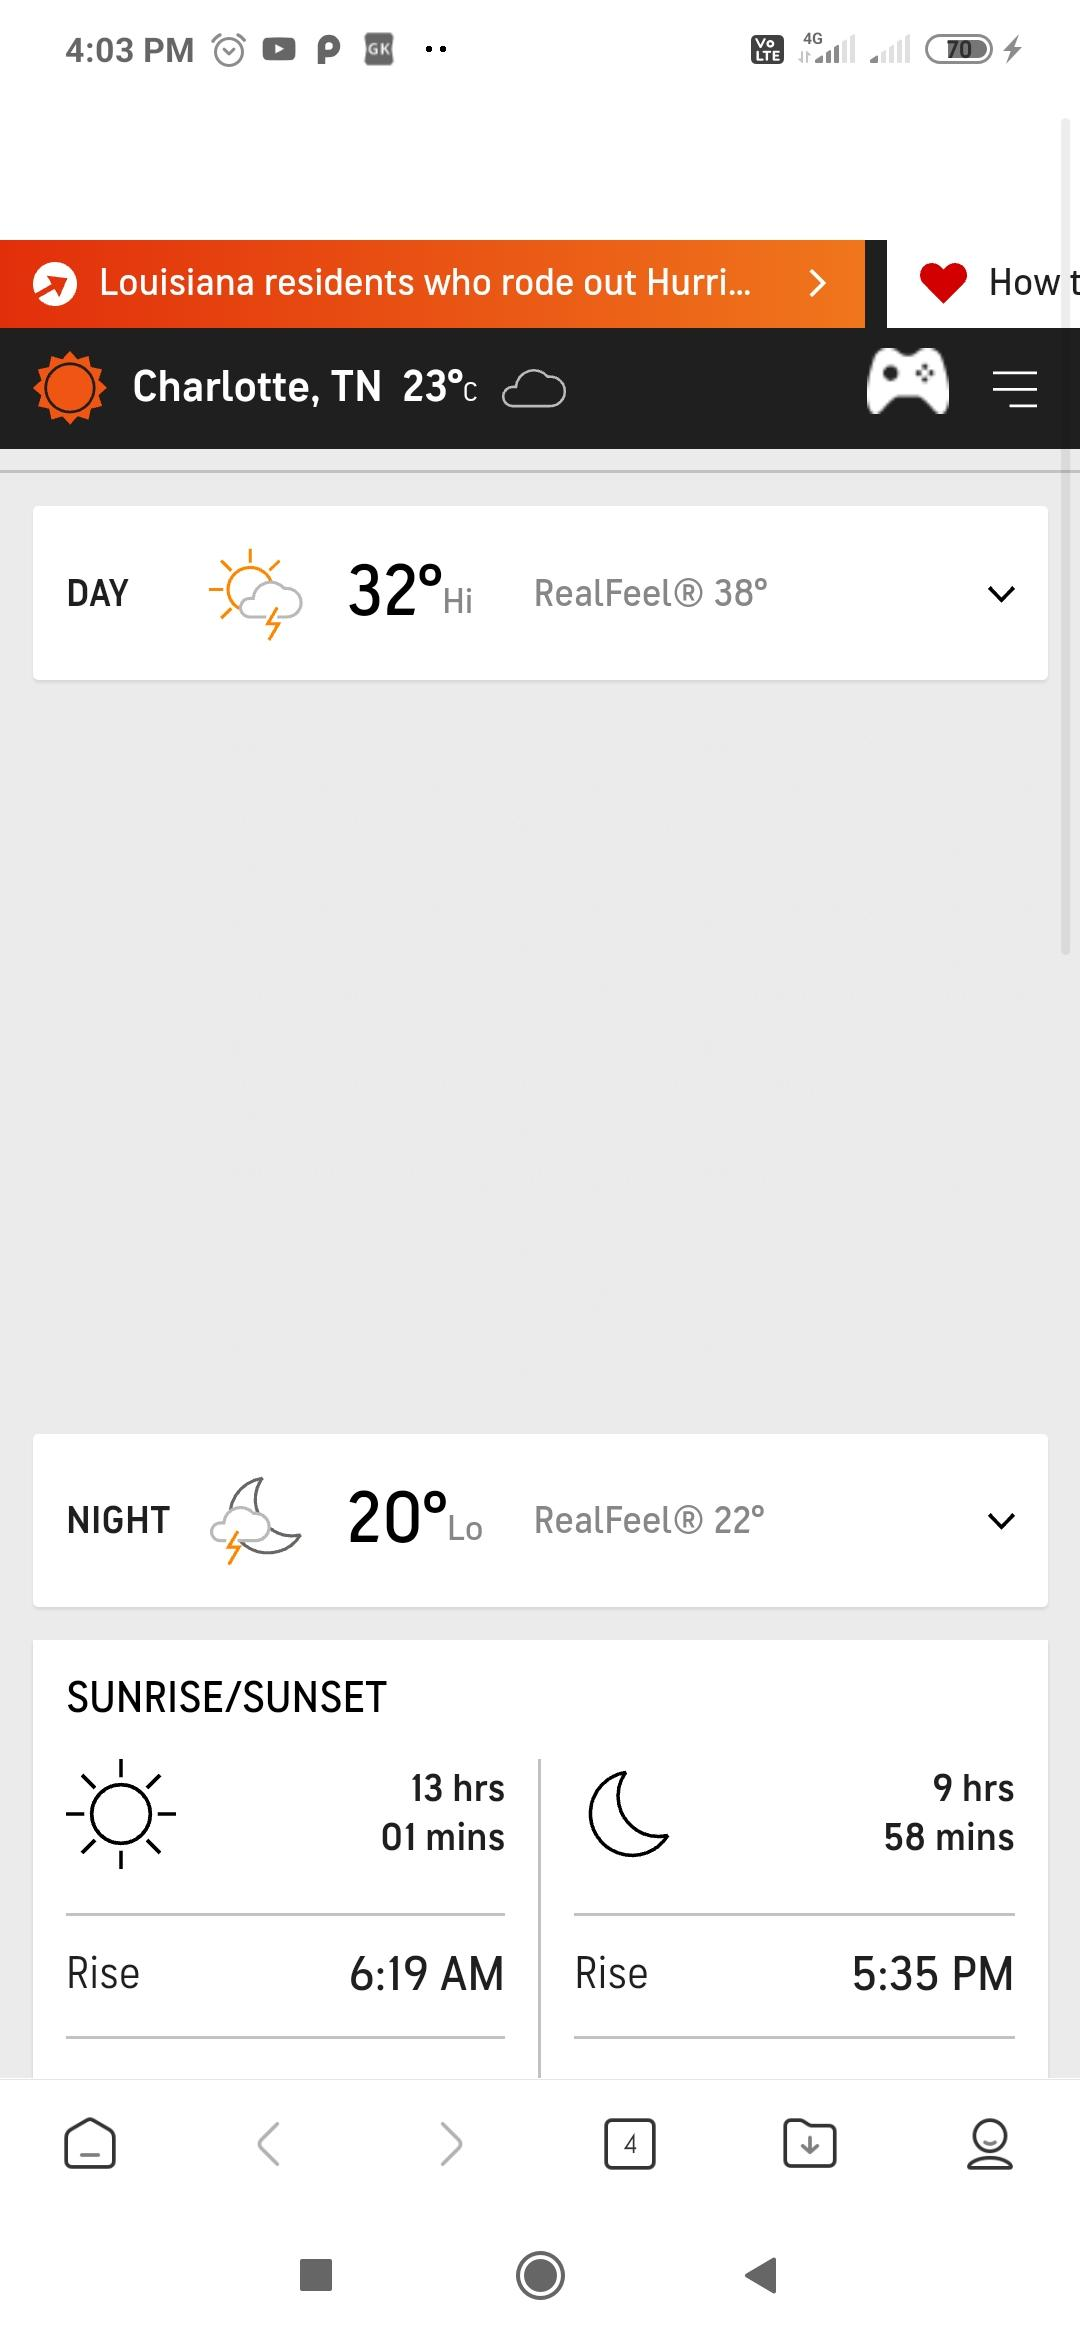 4:03 PM GK Vo LTE 4G 70
Louisiana residents who rode out Hurri... How t
Charlotte, TN 23°C
DAY 32° Hi RealFeel® 38°
NIGHT 20° Lo RealFeel® 22°
SUNRISE/SUNSET
13 hrs 9 hrs
01 mins 58 mins
Rise 6:19 AM Rise 5:35 PM
4